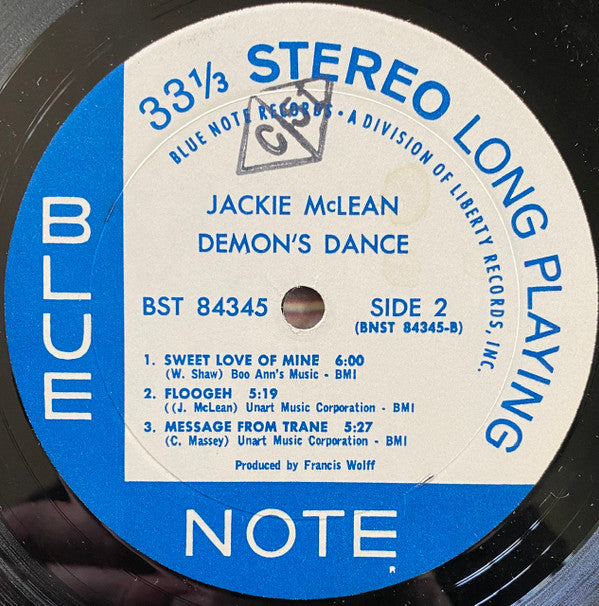 33 1/3 STEREO LONG PLAYING
BLUE NOTE RECORDS • A DIVISION OF LIBERTY RECORDS, INC.
C 51
JACKIE McLEAN
DEMON'S DANCE
BST 84345
SIDE 2
(BNST 84345-B)
1. SWEET LOVE OF MINE 6:00
(W. Shaw) Boo Ann's Music - BMI
2. FLOOGEH 5:19
((J. McLean) Unart Music Corporation - BMI
3. MESSAGE FROM TRANE 5:27
(C. Massey) Unart Music Corporation - BMI
Produced by Francis Wolff
BLUE
NOTE
R